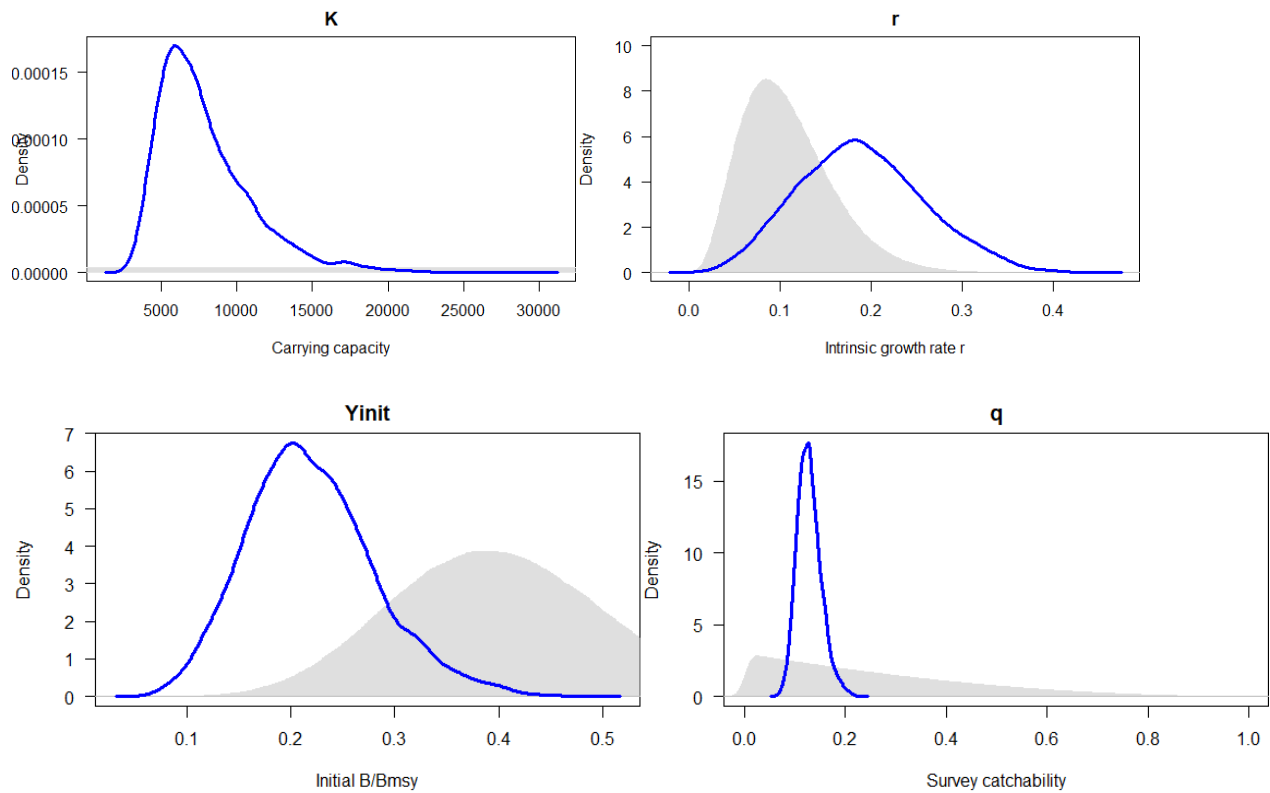 K
0.00015
0.00010
0.00005
0.00000
Density
5000 10000 15000 20000 25000 30000
Carrying capacity
r
10
8
6
4
2
0
Density
0.0 0.1 0.2 0.3 0.4
Intrinsic growth rate r
Yinit
7
6
5
4
3
2
1
0
Density
0.1 0.2 0.3 0.4 0.5
Initial B/Bmsy
q
15
10
5
0
Density
0.0 0.2 0.4 0.6 0.8 1.0
Survey catchability